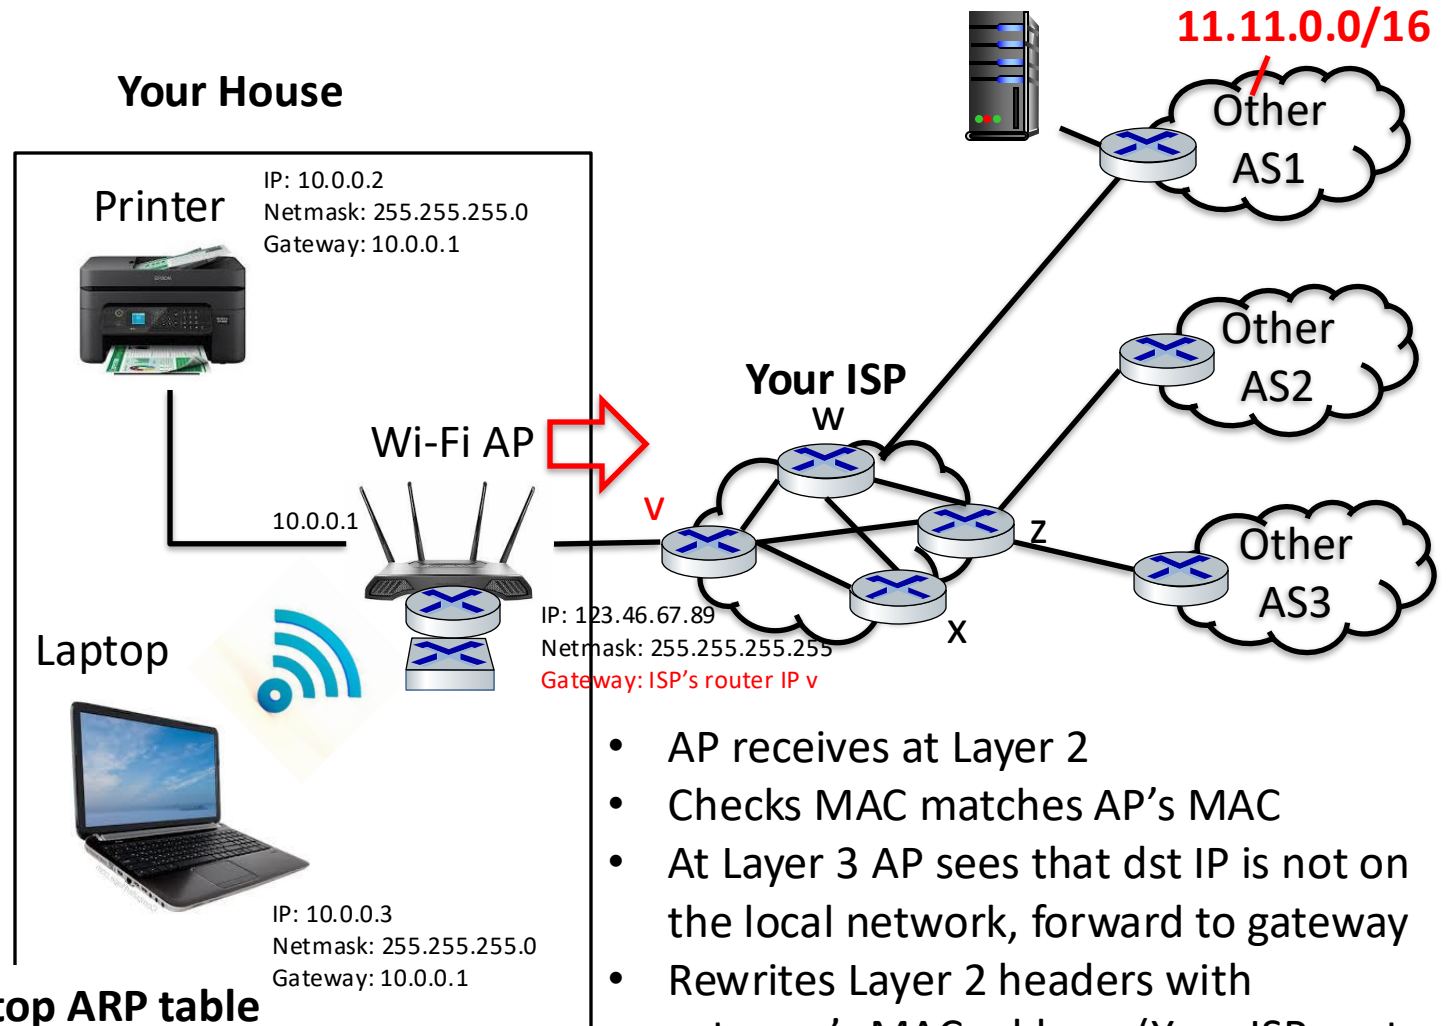 11.11.0.0/16
Your House
Other
AS1
IP: 10.0.0.2
Netmask: 255.255.255.0
Gateway: 10.0.0.1
Printer
Other
AS2
Your ISP
w
Wi-Fi AP
v
10.0.0.1
z
Other
AS3
x
IP: 123.46.67.89
Netmask: 255.255.255.255
Gateway: ISP's router IP v
Laptop
• AP receives at Layer 2
• Checks MAC matches AP's MAC
• At Layer 3 AP sees that dst IP is not on
the local network, forward to gateway
• Rewrites Layer 2 headers with
IP: 10.0.0.3
Netmask: 255.255.255.0
Gateway: 10.0.0.1
top ARP table